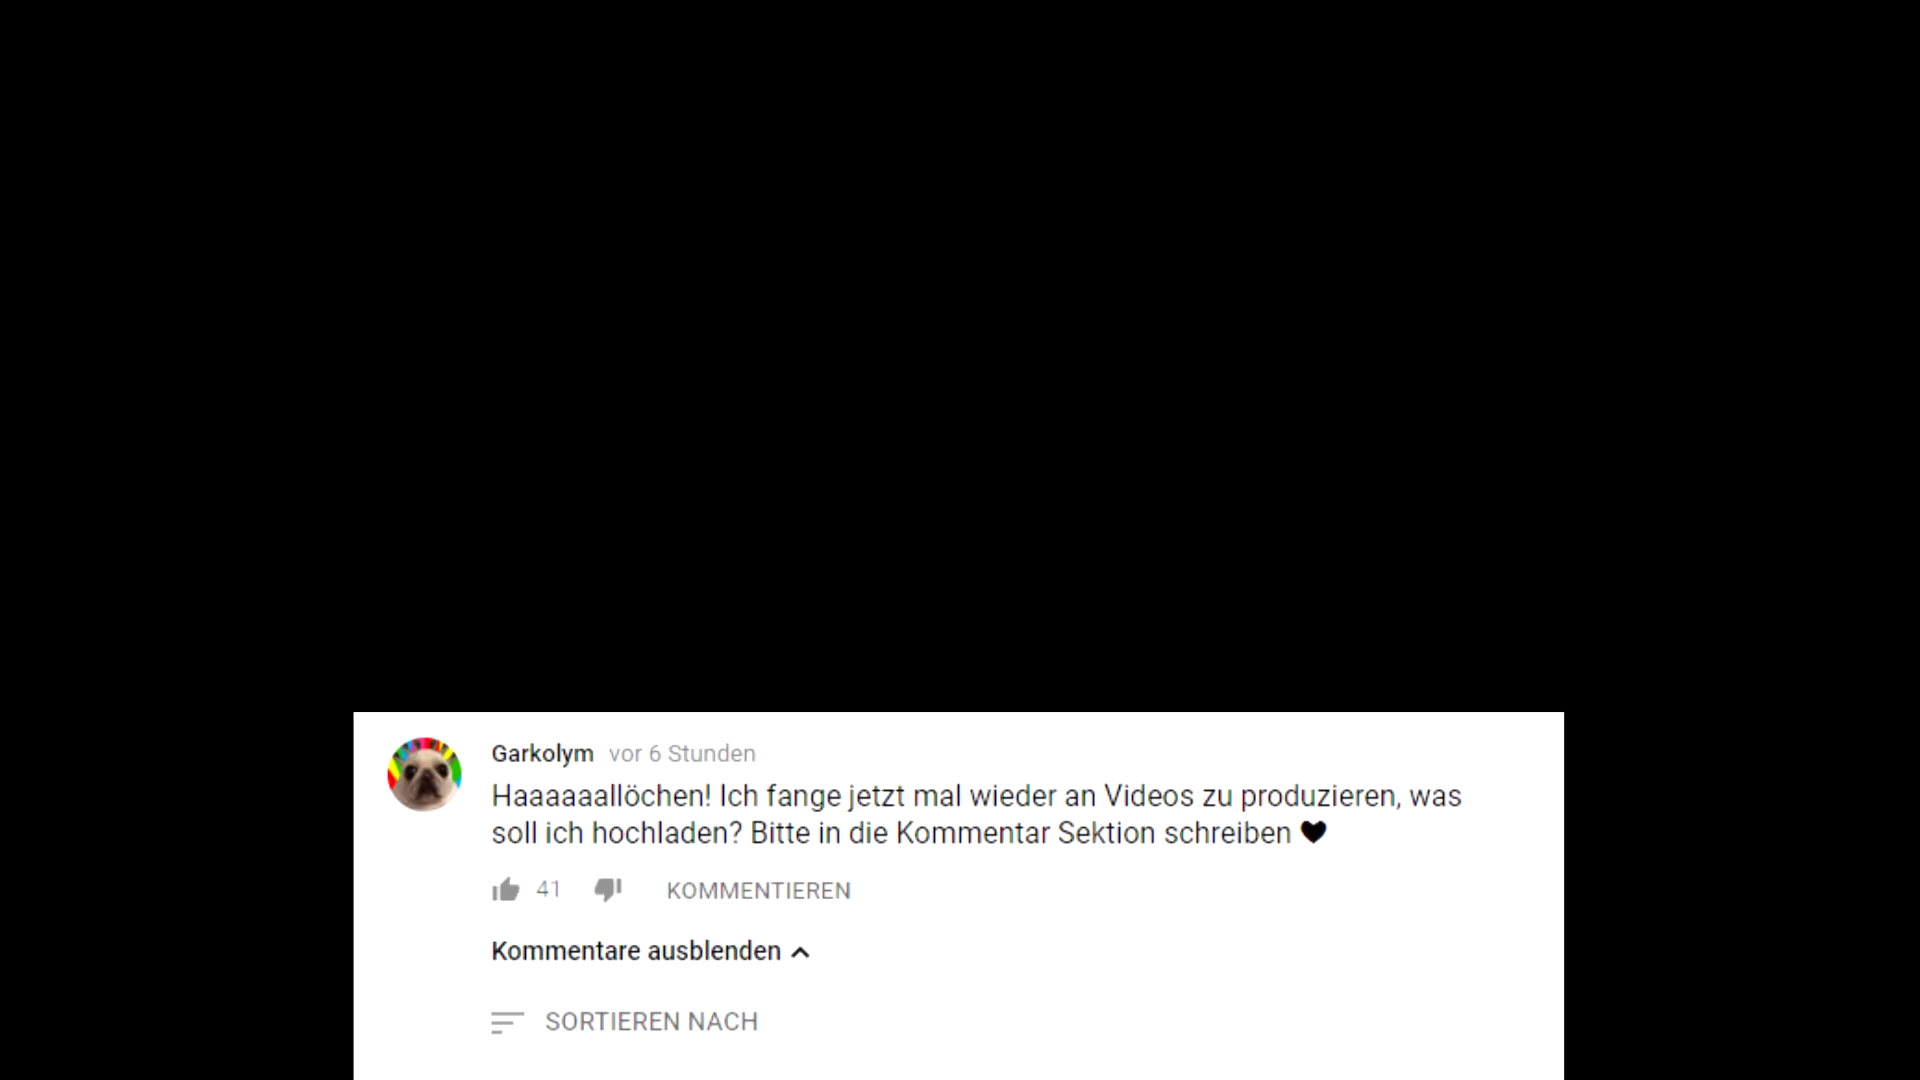 Garkolym vor 6 Stunden
Haaaaaallöchen! Ich fange jetzt mal wieder an Videos zu produzieren, was
soll ich hochladen? Bitte in die Kommentar Sektion schreiben 🖤
41 KOMMENTIEREN
Kommentare ausblenden
SORTIEREN NACH